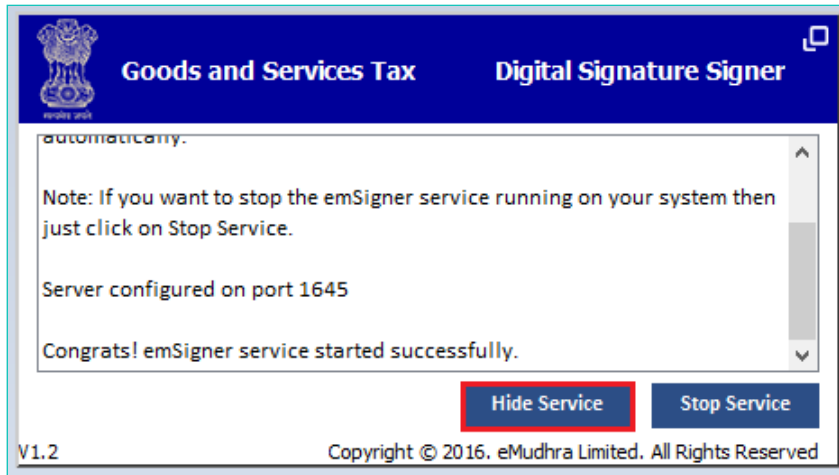 Goods and Services Tax
Digital Signature Signer
automatically.
Note: If you want to stop the emSigner service running on your system then
just click on Stop Service.
Server configured on port 1645
Congrats! emSigner service started successfully.
Hide Service
Stop Service
V1.2
Copyright © 2016. eMudhra Limited. All Rights Reserved